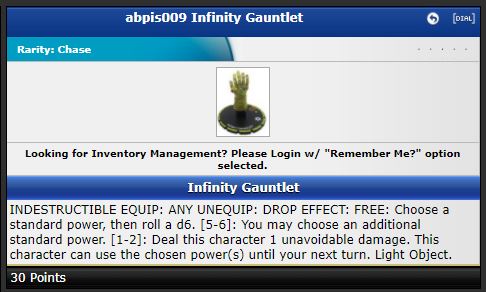 abpis009 Infinity Gauntlet
[DIAL]
Rarity: Chase
Looking for Inventory Management? Please Login w/ "Remember Me?" option
selected.
Infinity Gauntlet
INDESTRUCTIBLE EQUIP: ANY UNEQUIP: DROP EFFECT: FREE: Choose a
standard power, then roll a d6. [5-6]: You may choose an additional
standard power. [1-2]: Deal this character 1 unavoidable damage. This
character can use the chosen power(s) until your next turn. Light Object.
30 Points